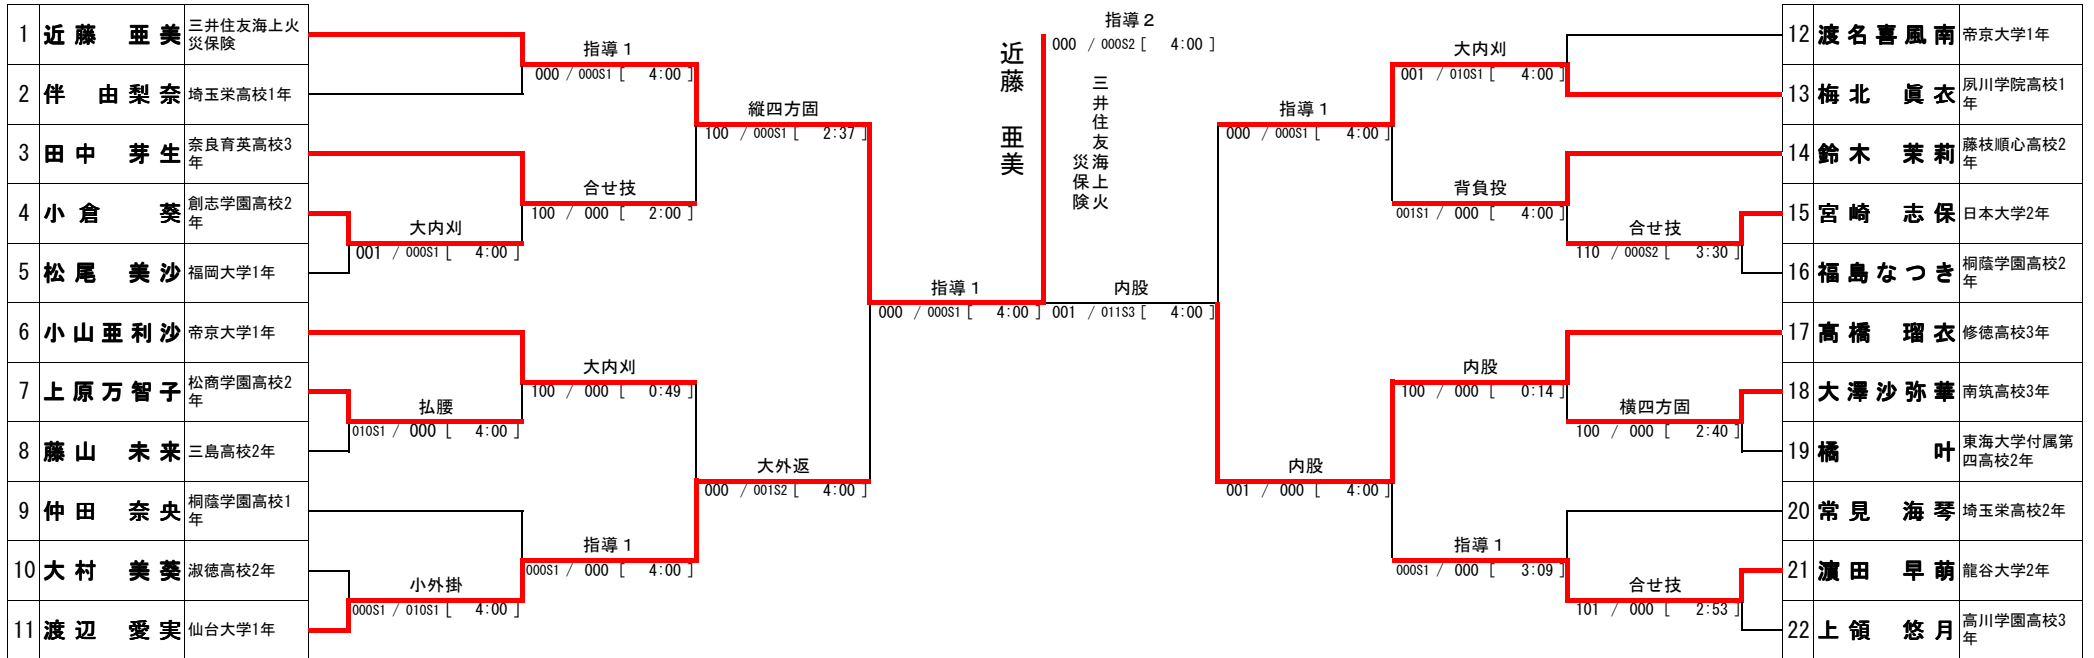 1 近藤 亜美 三井住友海上火
災保険
2 伴 由梨奈 埼玉栄高校1年
3 田中 芽生 奈良育英高校3
年
4 小倉 葵 創志学園高校2
年
5 松尾 美沙 福岡大学1年
6 小山亜利沙 帝京大学1年
7 上原万智子 松商学園高校2
年
8 藤山 未来 三島高校2年
9 仲田 奈央 桐蔭学園高校1
年
10 大村 美葵 淑徳高校2年
11 渡辺 愛実 仙台大学1年
指導1
000 / 000S1 [ 4:00 ]
合せ技
100 / 000 [ 2:00 ]
大内刈
001 / 000S1 [ 4:00 ]
大内刈
100 / 000 [ 0:49 ]
払腰
010S1 / 000 [ 4:00 ]
指導1
000S1 / 000 [ 4:00 ]
小外掛
000S1 / 010S1 [ 4:00 ]
縦四方固
100 / 000S1 [ 2:37 ]
大外返
000 / 001S2 [ 4:00 ]
指導1
000 / 000S1 [ 4:00 ]
近藤 亜美
三井住友海上火
災保険
指導2
000 / 000S2 [ 4:00 ]
内股
001 / 011S3 [ 4:00 ]
指導1
000 / 000S1 [ 4:00 ]
内股
001 / 000 [ 4:00 ]
大内刈
001 / 010S1 [ 4:00 ]
背負投
001S1 / 000 [ 4:00 ]
合せ技
110 / 000S2 [ 3:30 ]
内股
100 / 000 [ 0:14 ]
横四方固
100 / 000 [ 2:40 ]
指導1
000S1 / 000 [ 3:09 ]
合せ技
101 / 000 [ 2:53 ]
12 渡名喜風南 帝京大学1年
13 梅北 眞衣 夙川学院高校1
年
14 鈴木 茉莉 藤枝順心高校2
年
15 宮崎 志保 日本大学2年
16 福島なつき 桐蔭学園高校2
年
17 髙橋 瑠衣 修徳高校3年
18 大澤沙弥華 南筑高校3年
19 橘 叶 東海大学付属第
四高校2年
20 常見 海琴 埼玉栄高校2年
21 濵田 早萌 龍谷大学2年
22 上領 悠月 高川学園高校3
年